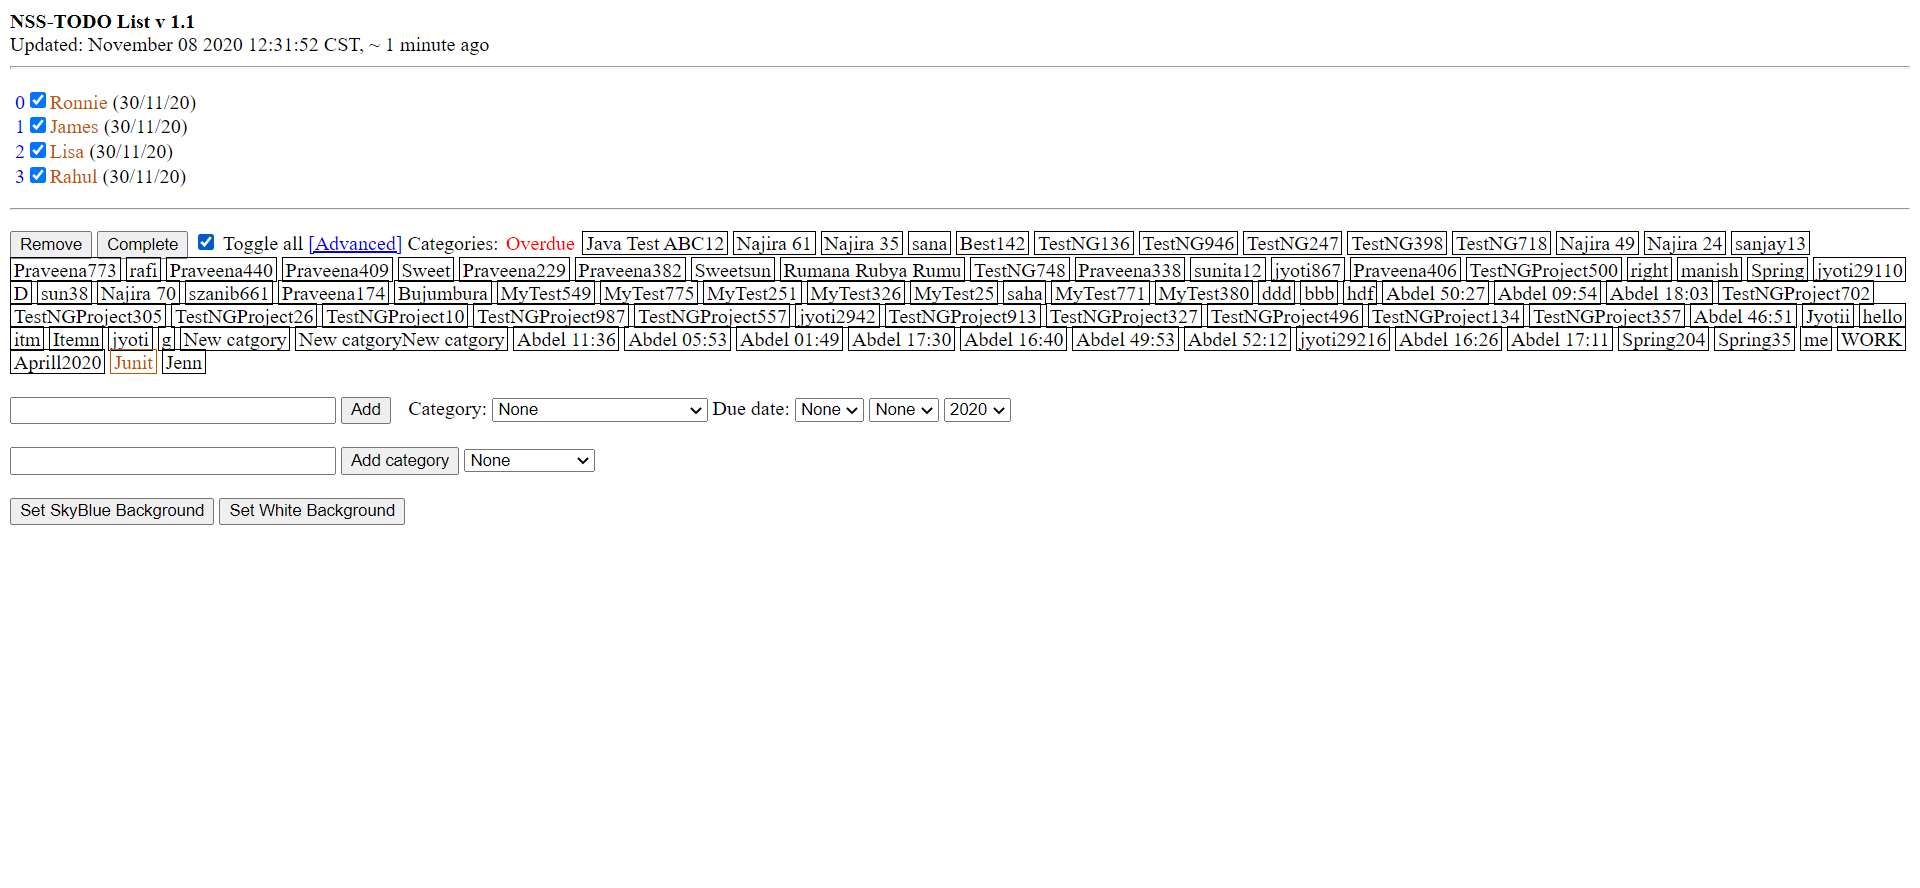 NSS-TODO List v 1.1
Updated: November 08 2020 12:31:52 CST, ~ 1 minute ago
0 Ronnie (30/11/20)
1 James (30/11/20)
2 Lisa (30/11/20)
3 Rahul (30/11/20)
Remove Complete Toggle all [Advanced] Categories: Overdue Java Test ABC12 Najira 61 Najira 35 sana Best142 TestNG136 TestNG946 TestNG247 TestNG398 TestNG718 Najira 49 Najira 24 sanjay13
Praveena773 rafi Praveena440 Praveena409 Sweet Praveena229 Praveena382 Sweetsun Rumana Rubya Rumu TestNG748 Praveena338 sunita12 jyoti867 Praveena406 TestNGProject500 right manish Spring jyoti29110
D sun38 Najira 70 szanib661 Praveena174 Bujumbura MyTest549 MyTest775 MyTest251 MyTest326 MyTest25 saha MyTest771 MyTest380 ddd bbb hdf Abdel 50:27 Abdel 09:54 Abdel 18:03 TestNGProject702
TestNGProject305 TestNGProject26 TestNGProject10 TestNGProject987 TestNGProject557 jyoti2942 TestNGProject913 TestNGProject327 TestNGProject496 TestNGProject134 TestNGProject357 Abdel 46:51 Jyotii hello
itm Itemn jyoti g New catgory New catgoryNew catgory Abdel 11:36 Abdel 05:53 Abdel 01:49 Abdel 17:30 Abdel 16:40 Abdel 49:53 Abdel 52:12 jyoti29216 Abdel 16:26 Abdel 17:11 Spring204 Spring35 me WORK
Aprill2020 Junit Jenn
Add Category: None Due date: None None 2020
Add category None
Set SkyBlue Background Set White Background